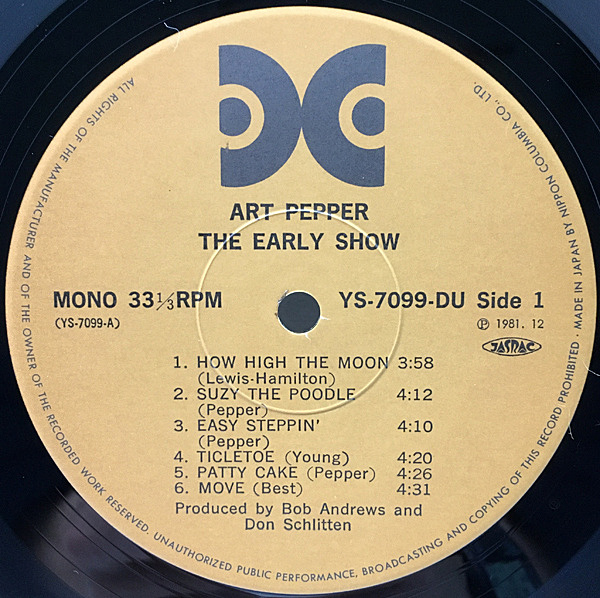 ART PEPPER
THE EARLY SHOW
MONO 33 1/3 RPM
(YS-7099-A)
YS-7099-DU Side 1
Ⓟ 1981. 12
JASRAC
1. HOW HIGH THE MOON 3:58
(Lewis-Hamilton)
2. SUZY THE POODLE 4:12
(Pepper)
3. EASY STEPPIN' 4:10
(Pepper)
4. TICLETOE (Young) 4:20
5. PATTY CAKE (Pepper) 4:26
6. MOVE (Best) 4:31
Produced by Bob Andrews and
Don Schlitten
ALL RIGHTS OF THE MANUFACTURER AND OF THE OWNER OF THE RECORDED WORK RESERVED. UNAUTHORIZED PUBLIC PERFORMANCE, BROADCASTING AND COPYING OF THIS RECORD PROHIBITED · MADE IN JAPAN BY NIPPON COLUMBIA CO., LTD.